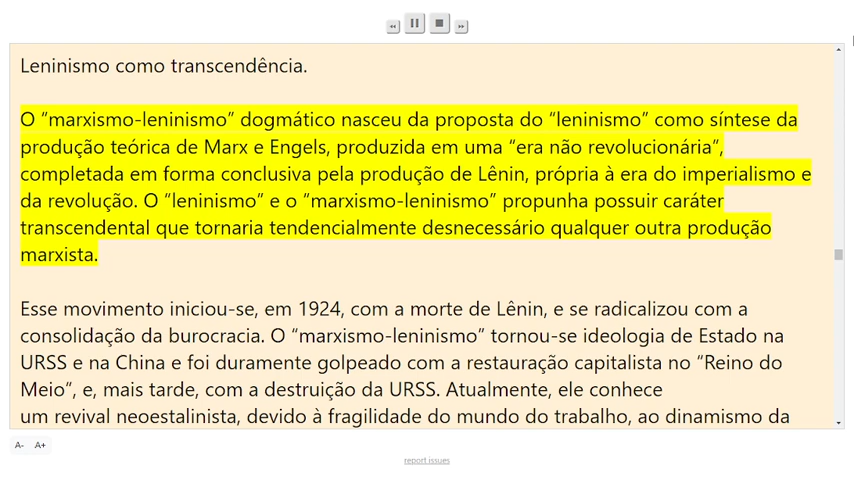 Leninismo como transcendência.
O "marxismo-leninismo" dogmático nasceu da proposta do "leninismo" como síntese da
produção teórica de Marx e Engels, produzida em uma "era não revolucionária",
completada em forma conclusiva pela produção de Lênin, própria à era do imperialismo e
da revolução. O "leninismo" e o "marxismo-leninismo" propunha possuir caráter
transcendental que tornaria tendencialmente desnecessário qualquer outra produção
marxista.
Esse movimento iniciou-se, em 1924, com a morte de Lênin, e se radicalizou com a
consolidação da burocracia. O "marxismo-leninismo" tornou-se ideologia de Estado na
URSS e na China e foi duramente golpeado com a restauração capitalista no "Reino do
Meio", e, mais tarde, com a destruição da URSS. Atualmente, ele conhece
um revival neoestalinista, devido à fragilidade do mundo do trabalho, ao dinamismo da
A- A+
report issues